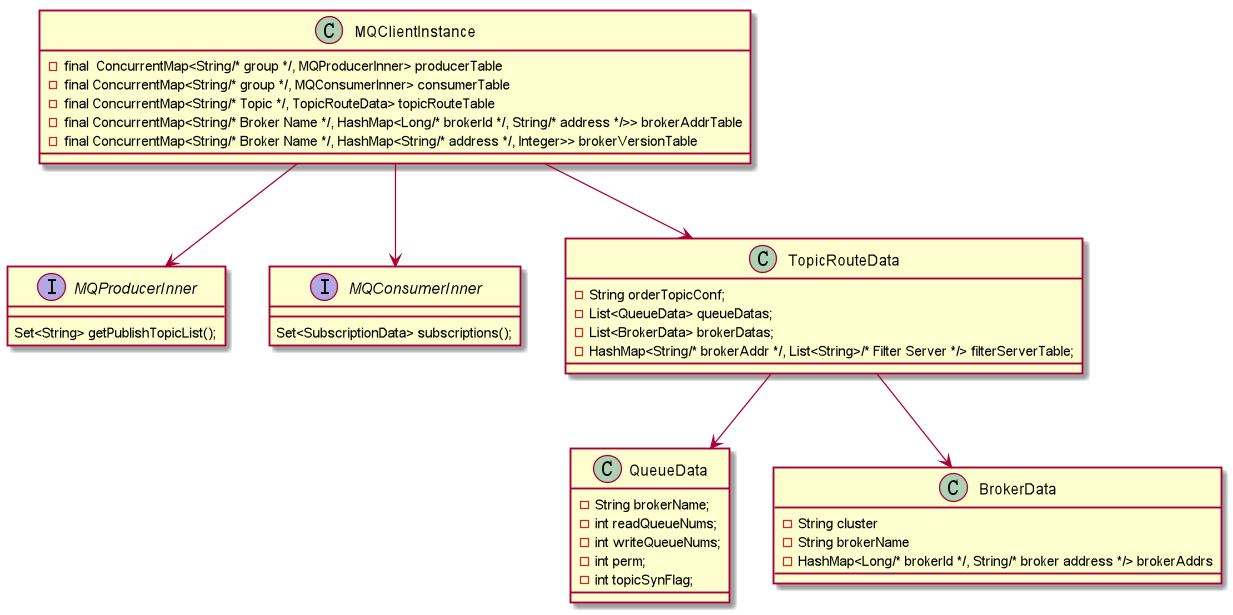 C MQClientInstance
final  ConcurrentMap<String/* group */, MQProducerInner> producerTable
final ConcurrentMap<String/* group */, MQConsumerInner> consumerTable
final ConcurrentMap<String/* Topic */, TopicRouteData> topicRouteTable
final ConcurrentMap<String/* Broker Name */, HashMap<Long/* brokerId */, String/* address */>> brokerAddrTable
final ConcurrentMap<String/* Broker Name */, HashMap<String/* address */, Integer>> brokerVersionTable
I MQProducerInner
Set<String> getPublishTopicList();
I MQConsumerInner
Set<SubscriptionData> subscriptions();
C TopicRouteData
String orderTopicConf;
List<QueueData> queueDatas;
List<BrokerData> brokerDatas;
HashMap<String/* brokerAddr */, List<String>/* Filter Server */> filterServerTable;
C QueueData
String brokerName;
int readQueueNums;
int writeQueueNums;
int perm;
int topicSynFlag;
C BrokerData
String cluster
String brokerName
HashMap<Long/* brokerId */, String/* broker address */> brokerAddrs